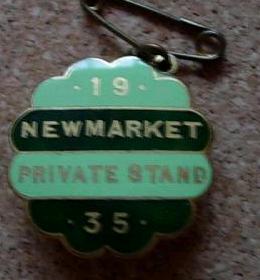 · 19 ·
NEWMARKET
PRIVATE STAND
· 35 ·